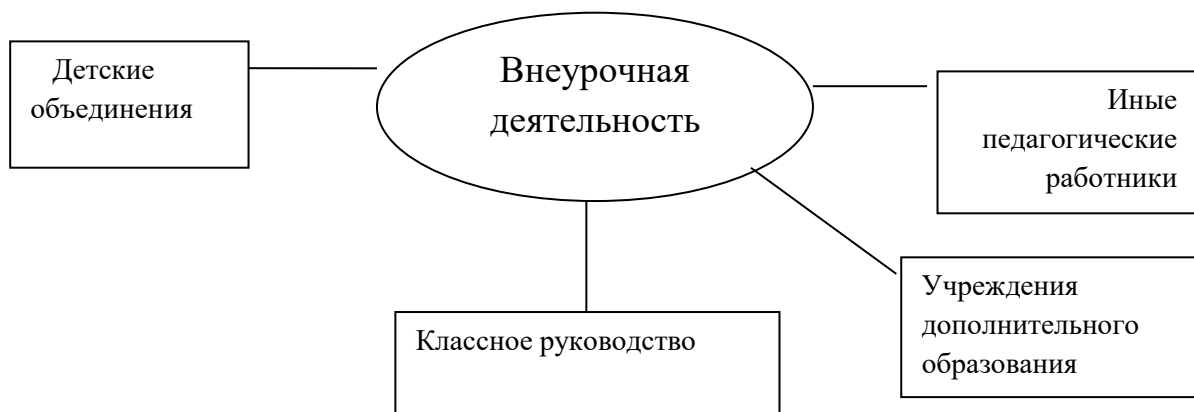 Внеурочная
деятельность
Детские
объединения
Иные
педагогические
работники
Учреждения
дополнительного
образования
Классное руководство